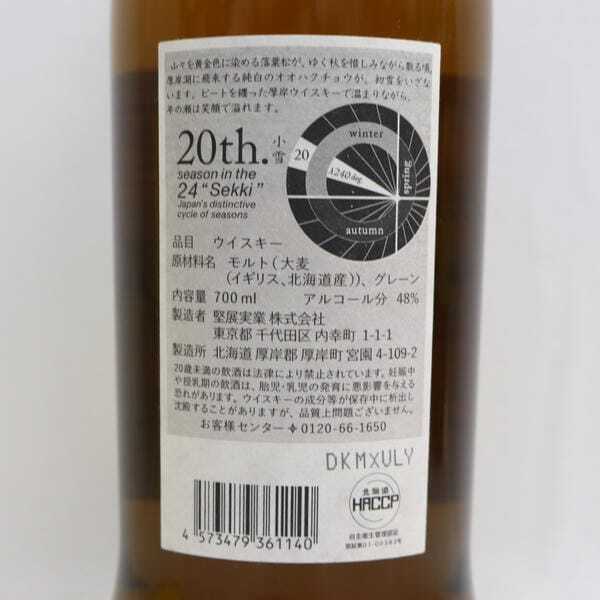 山々を黄金色に染める落葉松が、ゆく秋を惜しみながら散る頃、
厚岸湖に飛来する純白のオオハクチョウが、初雪をいざな
います。ピートを纏った厚岸ウイスキーで温まりながら、
年の瀬は笑顔で溢れます。
20th. 小雪
season in the
24 "Sekki"
Japan's distinctive
cycle of seasons
winter
20
λ240 deg
spring
autumn
品目 ウイスキー
原材料名 モルト(大麦
(イギリス、北海道産))、グレーン
内容量 700ml アルコール分 48%
製造者 堅展実業 株式会社
東京都 千代田区 内幸町 1-1-1
製造所 北海道 厚岸郡 厚岸町 宮園 4-109-2
20歳未満の飲酒は法律により禁止されています。妊娠中
や授乳期の飲酒は、胎児・乳児の発育に悪影響を与える
恐れがあります。ウイスキーの成分等が保存中に析出し
沈殿することがありますが、品質上問題ございません。
お客様センター 0120-66-1650
DKMXULY
北海道
HACCP
自主衛生管理認証
4 573479 361140